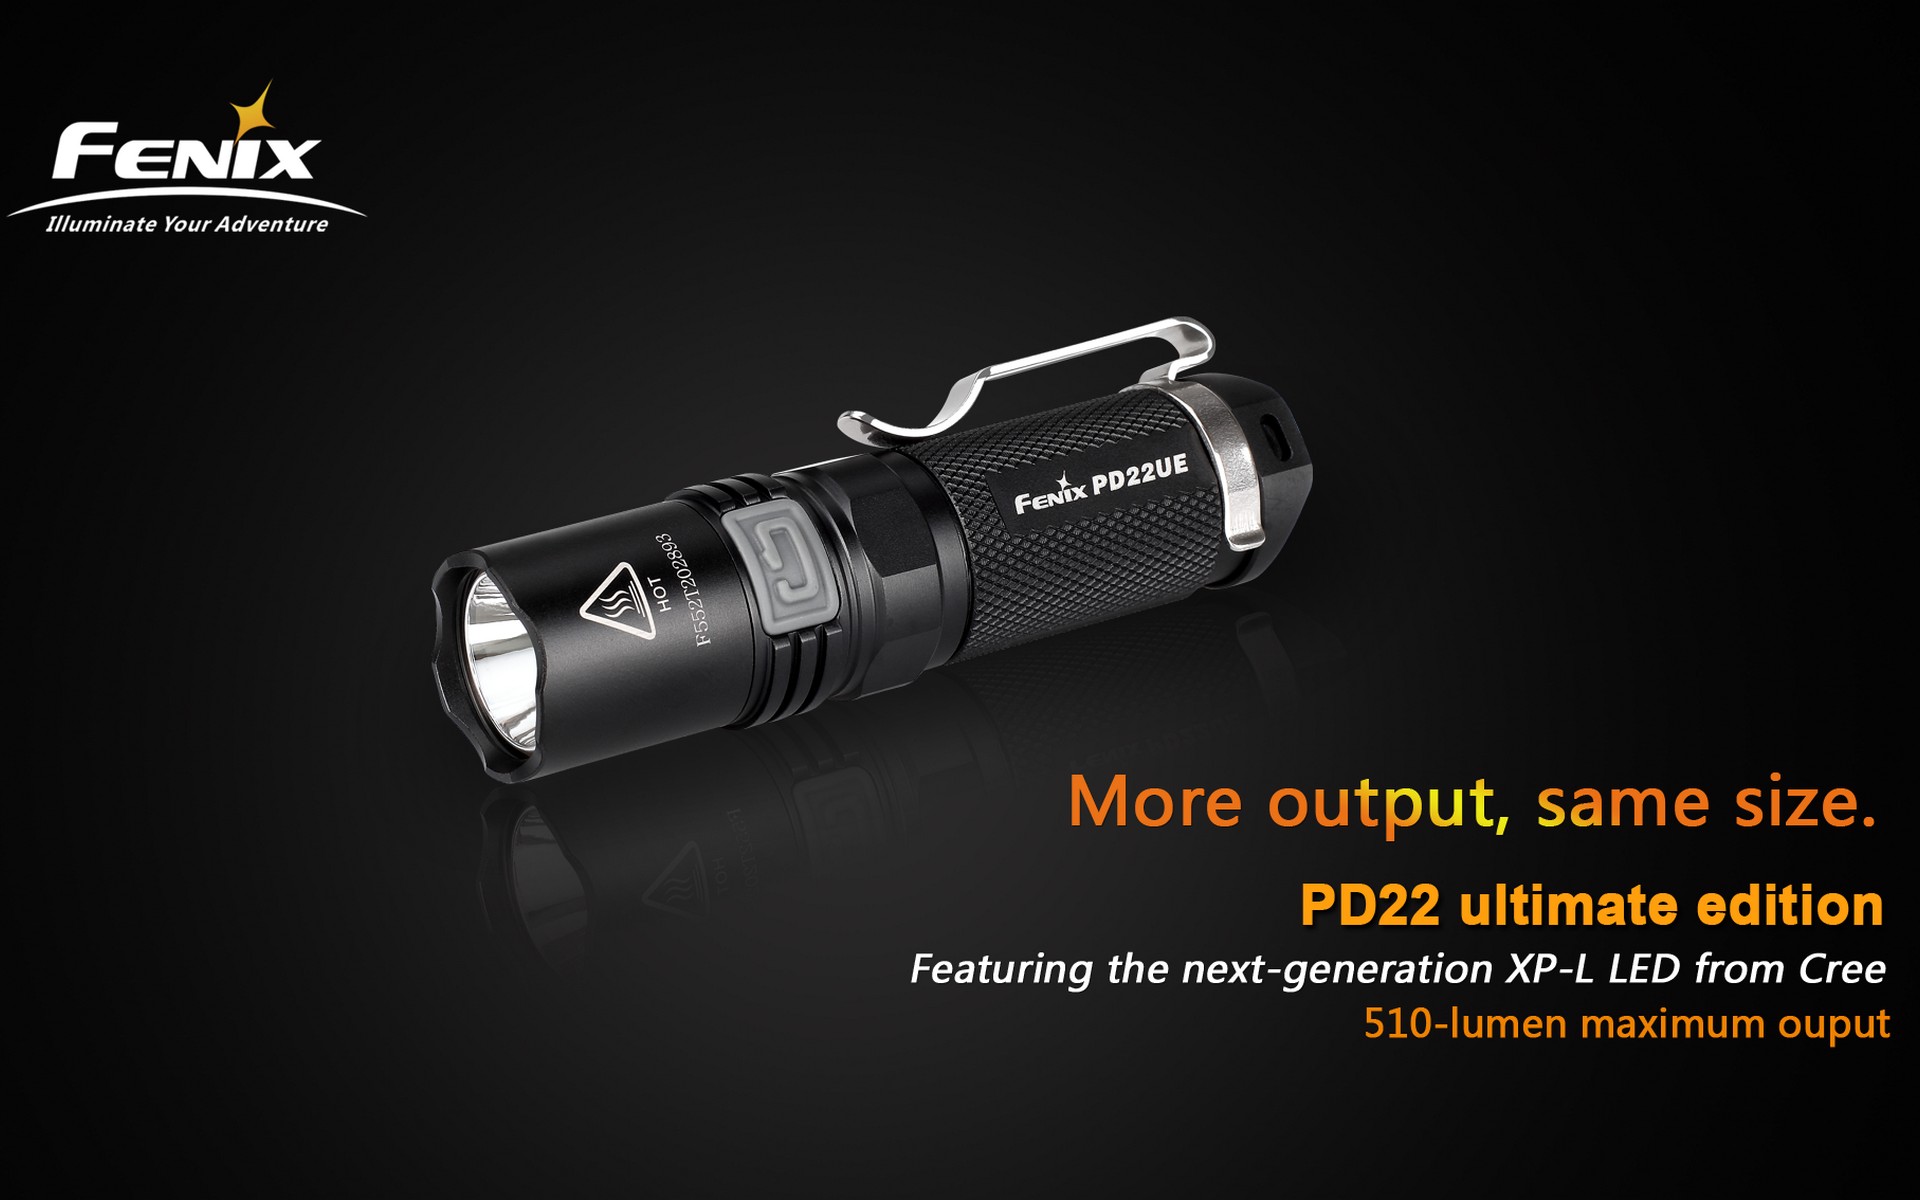 FENIX
Illuminate Your Adventure
FENIX PD22UE
HOT
F552T202893
More output, same size.
PD22 ultimate edition
Featuring the next-generation XP-L LED from Cree
510-lumen maximum ouput